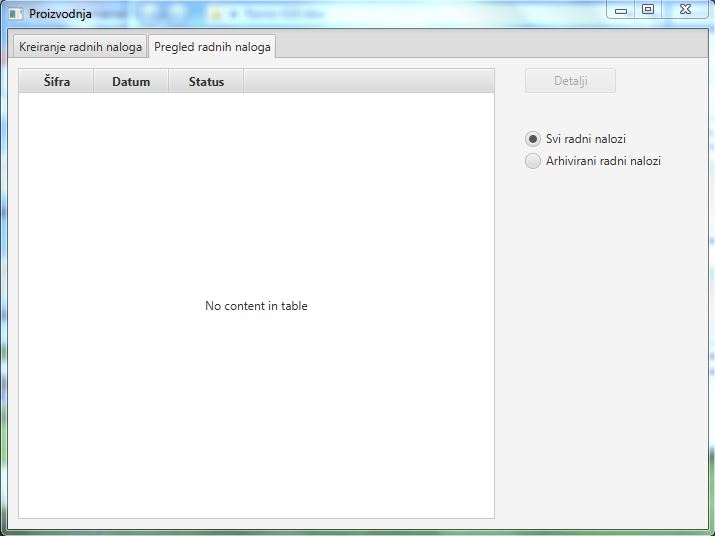 Proizvodnja
Kreiranje radnih naloga Pregled radnih naloga
Šifra Datum Status
Detalji
Svi radni nalozi
Arhivirani radni nalozi
No content in table